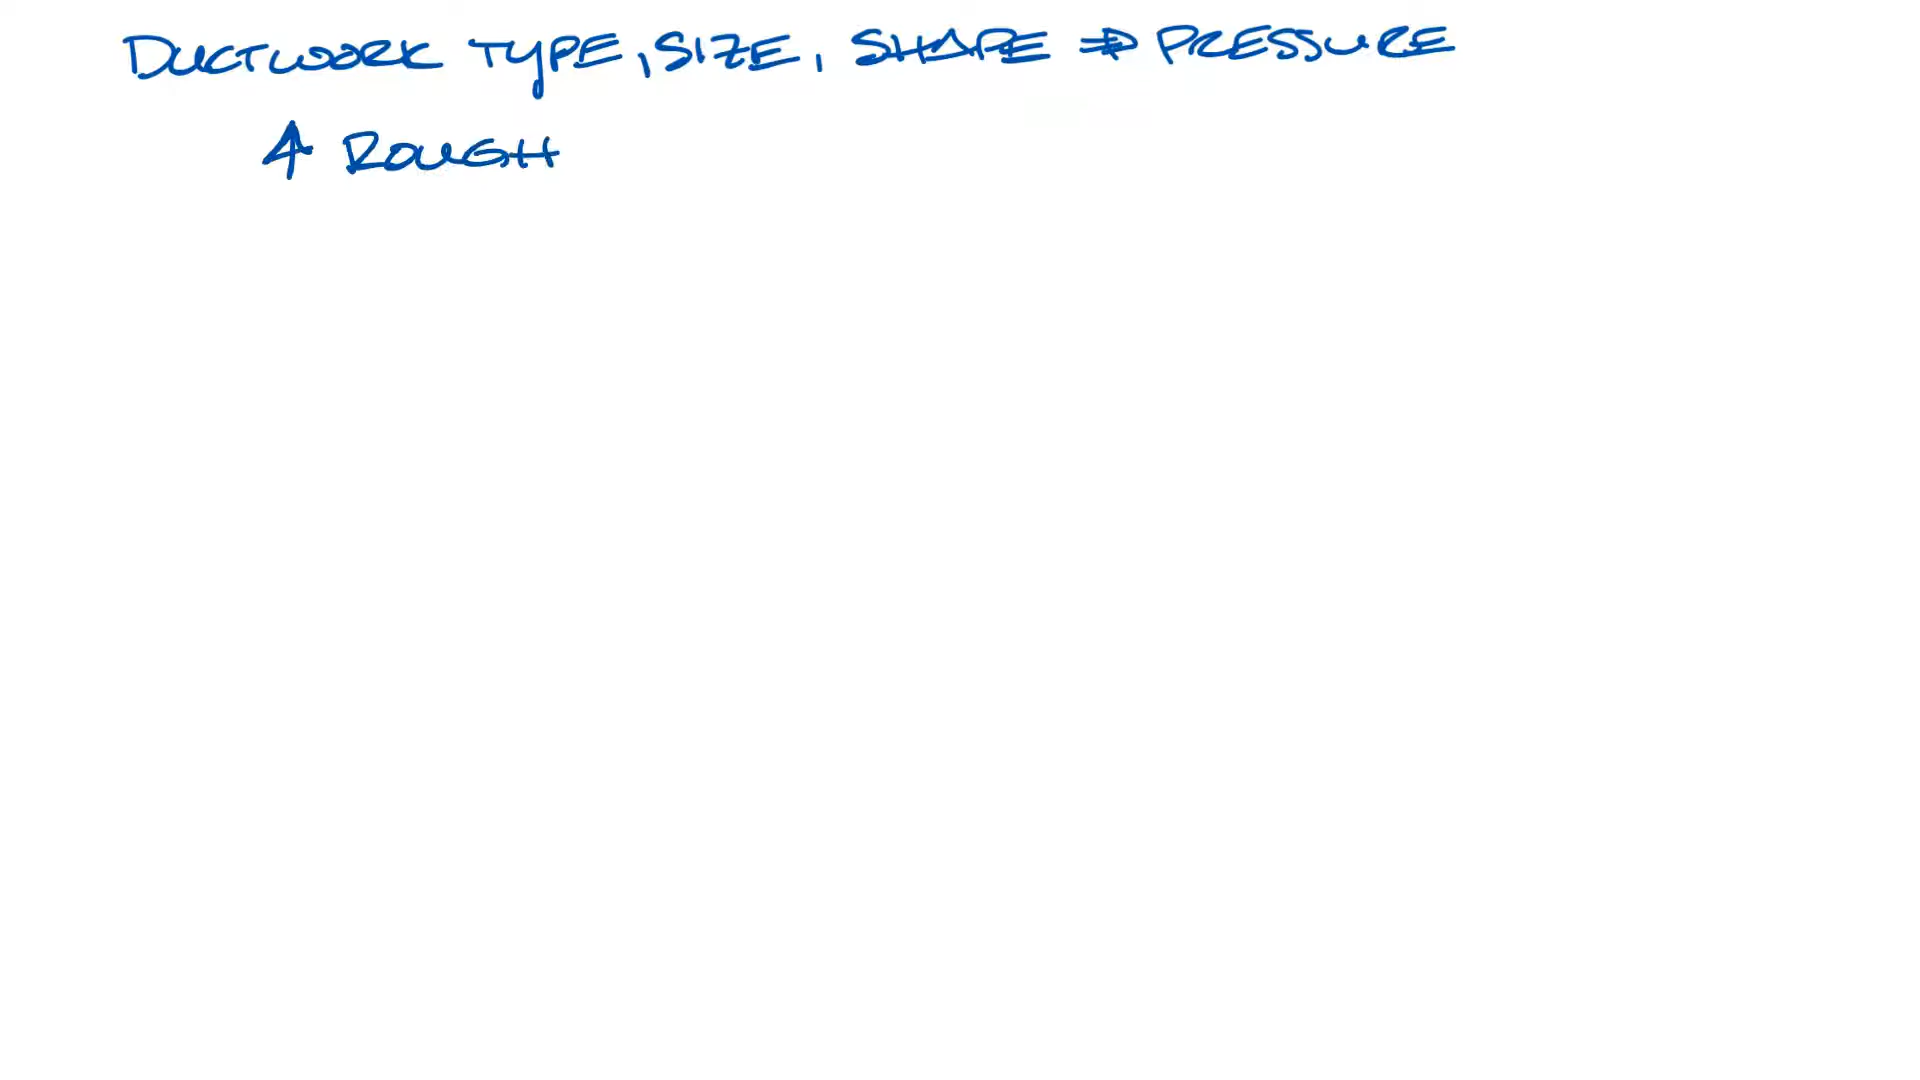 DUCTWORK TYPE, SIZE, SHAPE ⇒ PRESSURE
↑ ROUGH